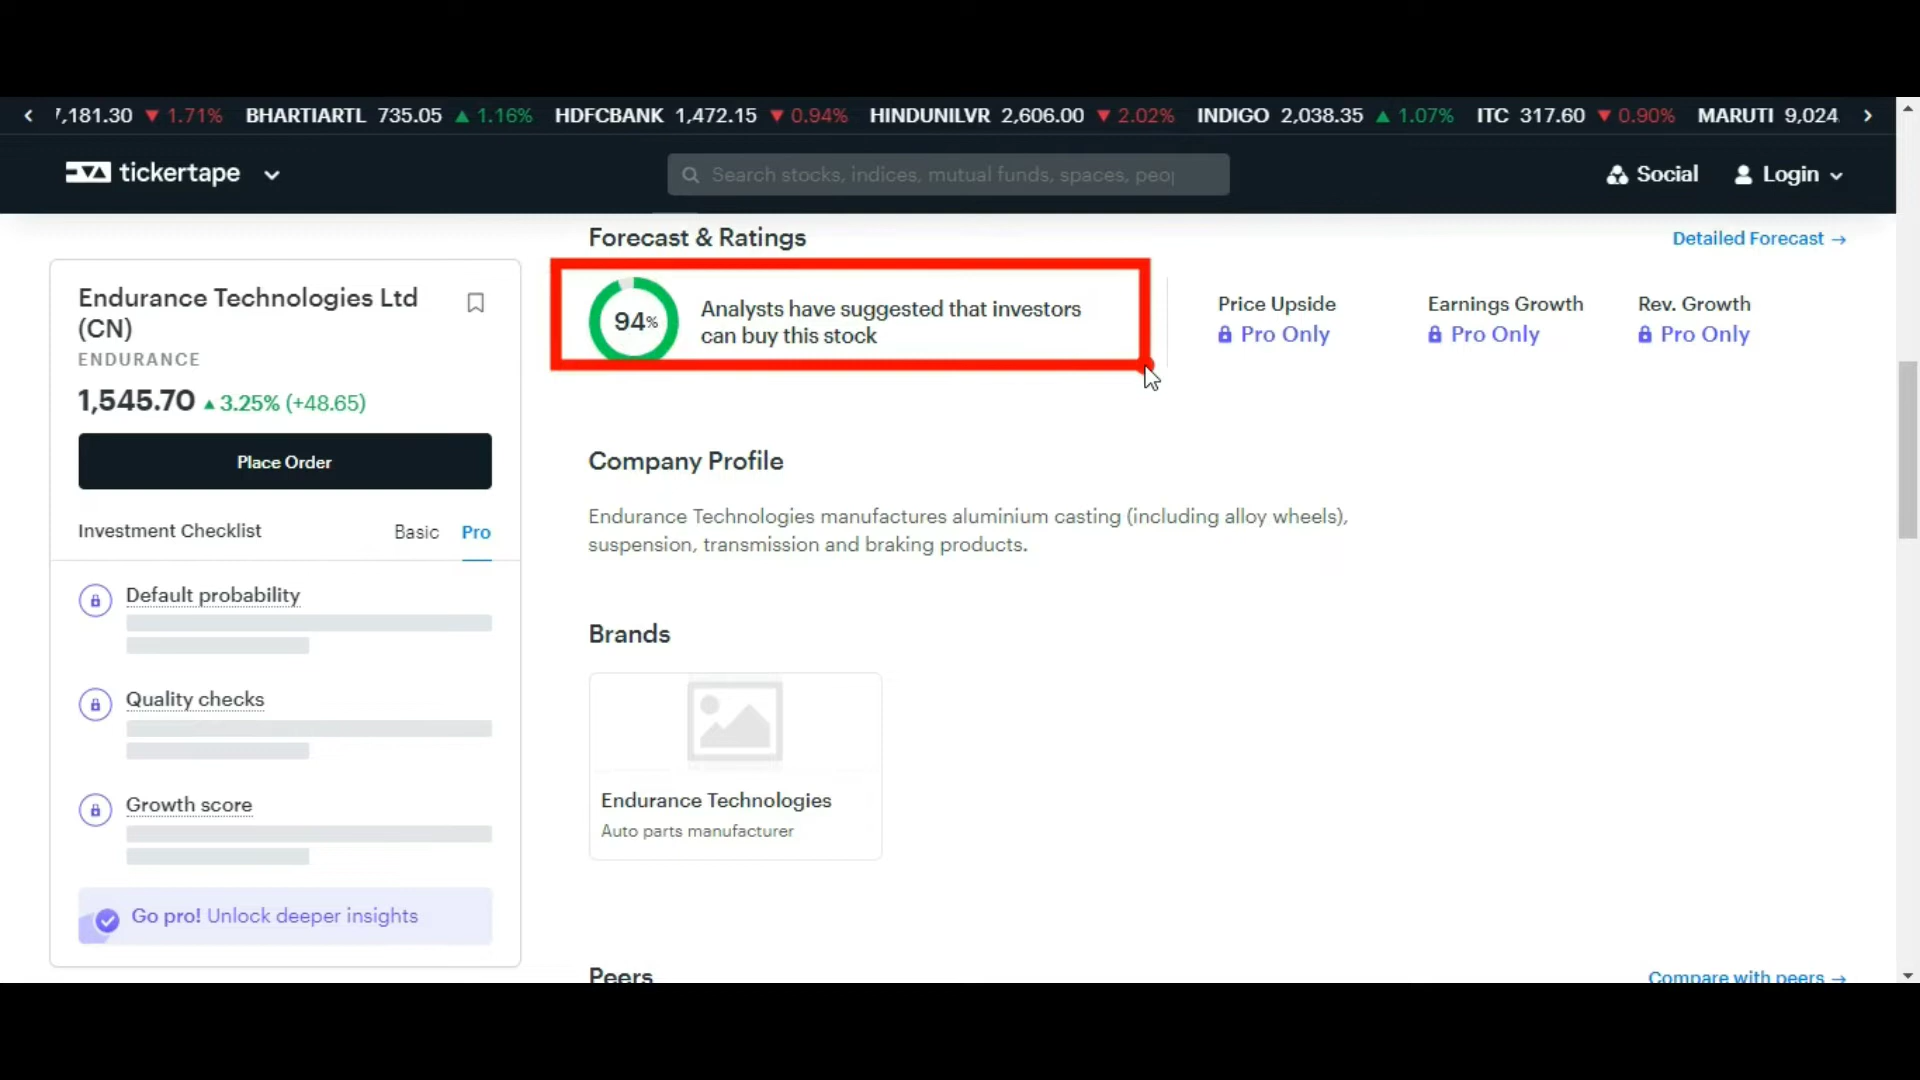 7,181.30 ▼ 1.71% BHARTIARTL 735.05 ▲ 1.16% HDFCBANK 1,472.15 ▼ 0.94% HINDUNILVR 2,606.00 ▼ 2.02% INDIGO 2,038.35 ▲ 1.07% ITC 317.60 ▼ 0.90% MARUTI 9,024
tickertape
Search stocks, indices, mutual funds, spaces, peop
Social
Login
Forecast & Ratings
Detailed Forecast →
Endurance Technologies Ltd
(CN)
ENDURANCE
1,545.70 ▲ 3.25% (+48.65)
Place Order
Investment Checklist
Basic
Pro
Default probability
Quality checks
Growth score
Go pro! Unlock deeper insights
94%
Analysts have suggested that investors
can buy this stock
Price Upside
Pro Only
Earnings Growth
Pro Only
Rev. Growth
Pro Only
Company Profile
Endurance Technologies manufactures aluminium casting (including alloy wheels),
suspension, transmission and braking products.
Brands
Endurance Technologies
Auto parts manufacturer
Peers
Compare with peers →